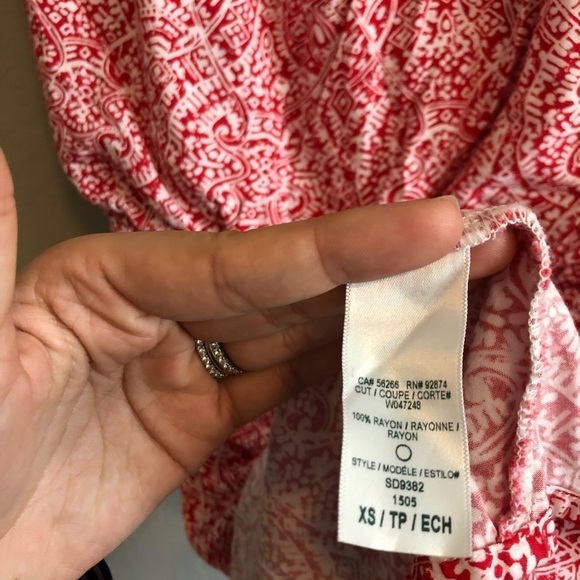 CA# 56266 RN# 92874
CUT / COUPE / CORTE#
W047248
100% RAYON / RAYONNE /
RAYON
STYLE / MODÈLE / ESTILO#
SD9382
1505
XS / TP / ECH